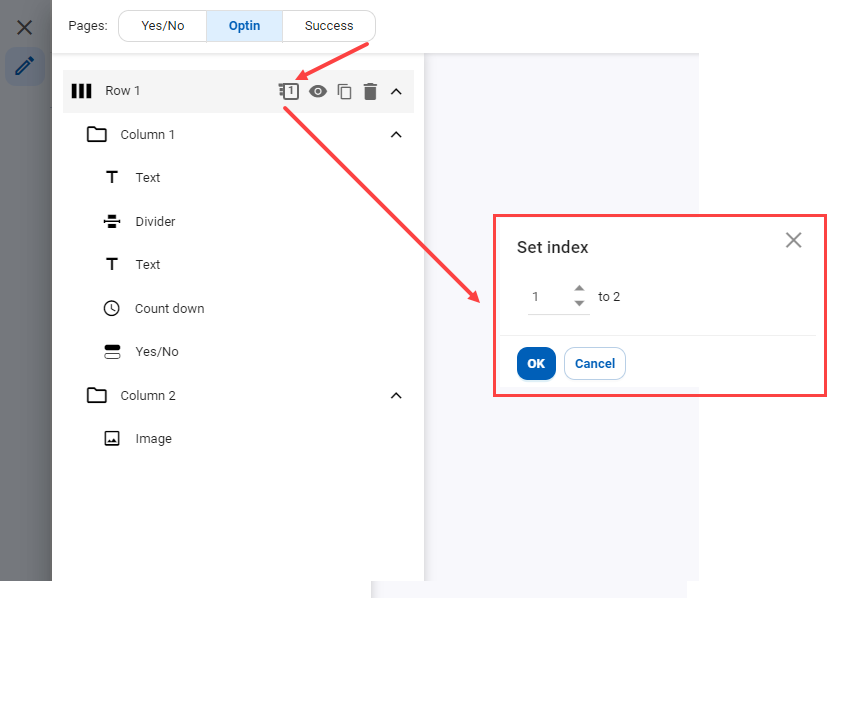 Pages: Yes/No Optin Success
Row 1 1
Column 1
Text
Divider
Text
Count down
Yes/No
Column 2
Image
Set index
1 to 2
OK Cancel